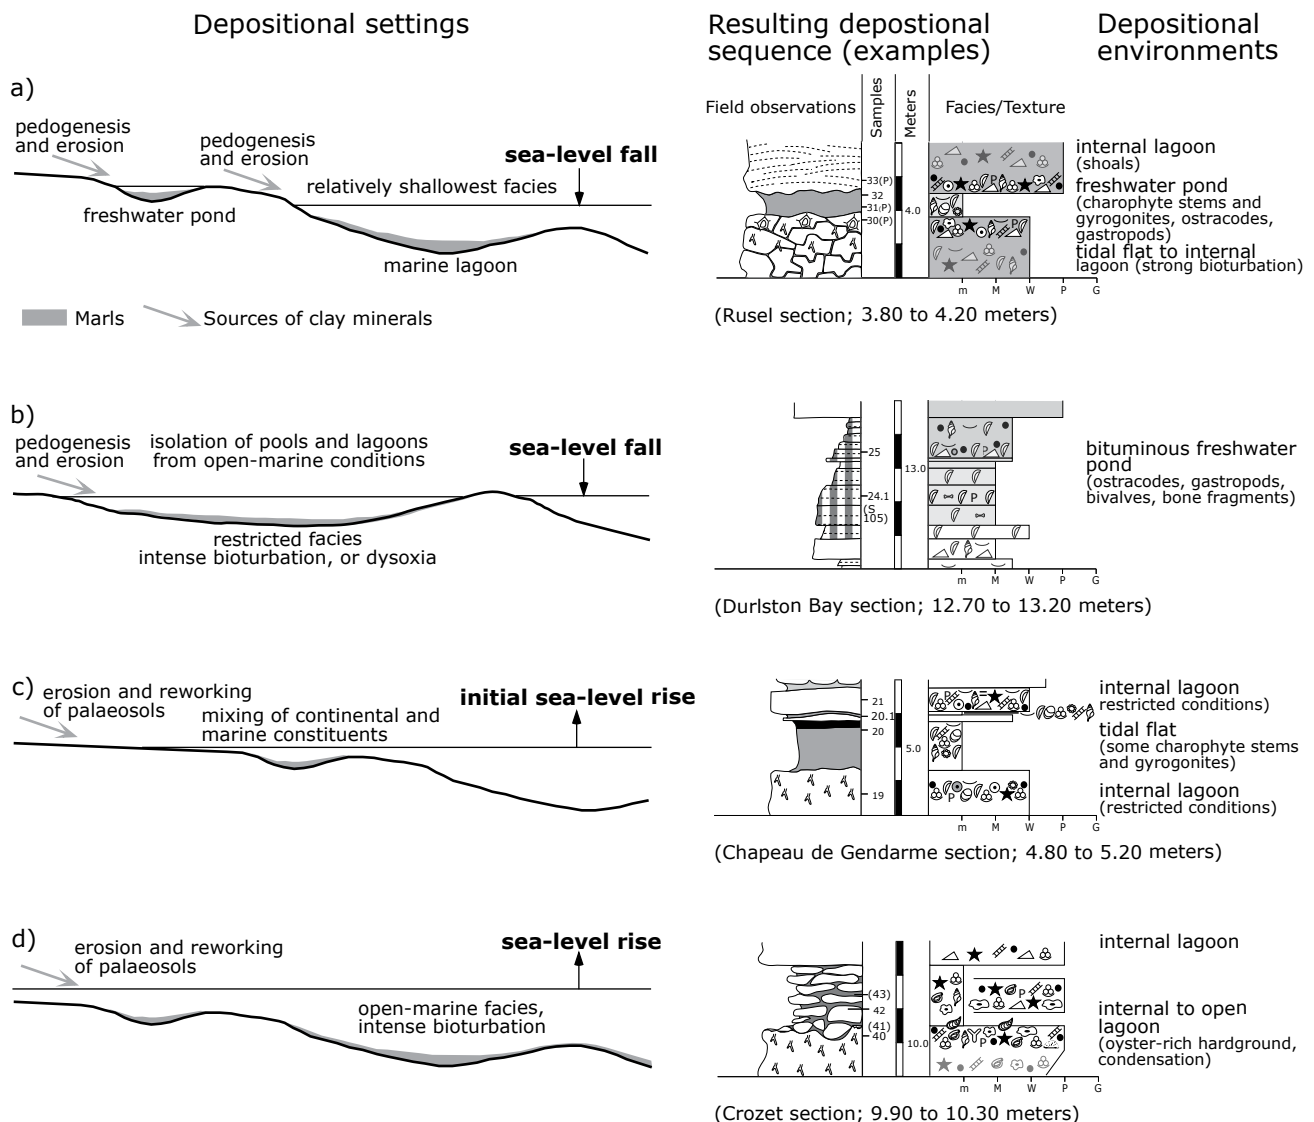 Depositional settings
Resulting depostional
sequence (examples)
Depositional
environments
a)
pedogenesis
and erosion
pedogenesis
and erosion
sea-level fall
relatively shallowest facies
freshwater pond
marine lagoon
Marls
Sources of clay minerals
Field observations
Samples
Meters
Facies/Texture
33(P)
32
31(P)
30(P)
4.0
P
P
m M W P G
internal lagoon
(shoals)
freshwater pond
(charophyte stems and
gyrogonites, ostracodes,
gastropods)
tidal flat to internal
lagoon (strong bioturbation)
(Rusel section; 3.80 to 4.20 meters)
b)
pedogenesis
and erosion
isolation of pools and lagoons
from open-marine conditions
sea-level fall
restricted facies
intense bioturbation, or dysoxia
25
24.1
(S
105)
13.0
P
P
m M W P G
bituminous freshwater
pond
(ostracodes, gastropods,
bivalves, bone fragments)
(Durlston Bay section; 12.70 to 13.20 meters)
c)
erosion and reworking
of palaeosols
mixing of continental and
marine constituents
initial sea-level rise
21
20.1
20
19
5.0
P
P
m M W P G
internal lagoon
(restricted conditions)
tidal flat
(some charophyte stems
and gyrogonites)
internal lagoon
(restricted conditions)
(Chapeau de Gendarme section; 4.80 to 5.20 meters)
d)
erosion and reworking
of palaeosols
sea-level rise
open-marine facies,
intense bioturbation
(43)
42
(41)
40
10.0
P
P
m M W P G
internal lagoon
internal to open
lagoon
(oyster-rich hardground,
condensation)
(Crozet section; 9.90 to 10.30 meters)